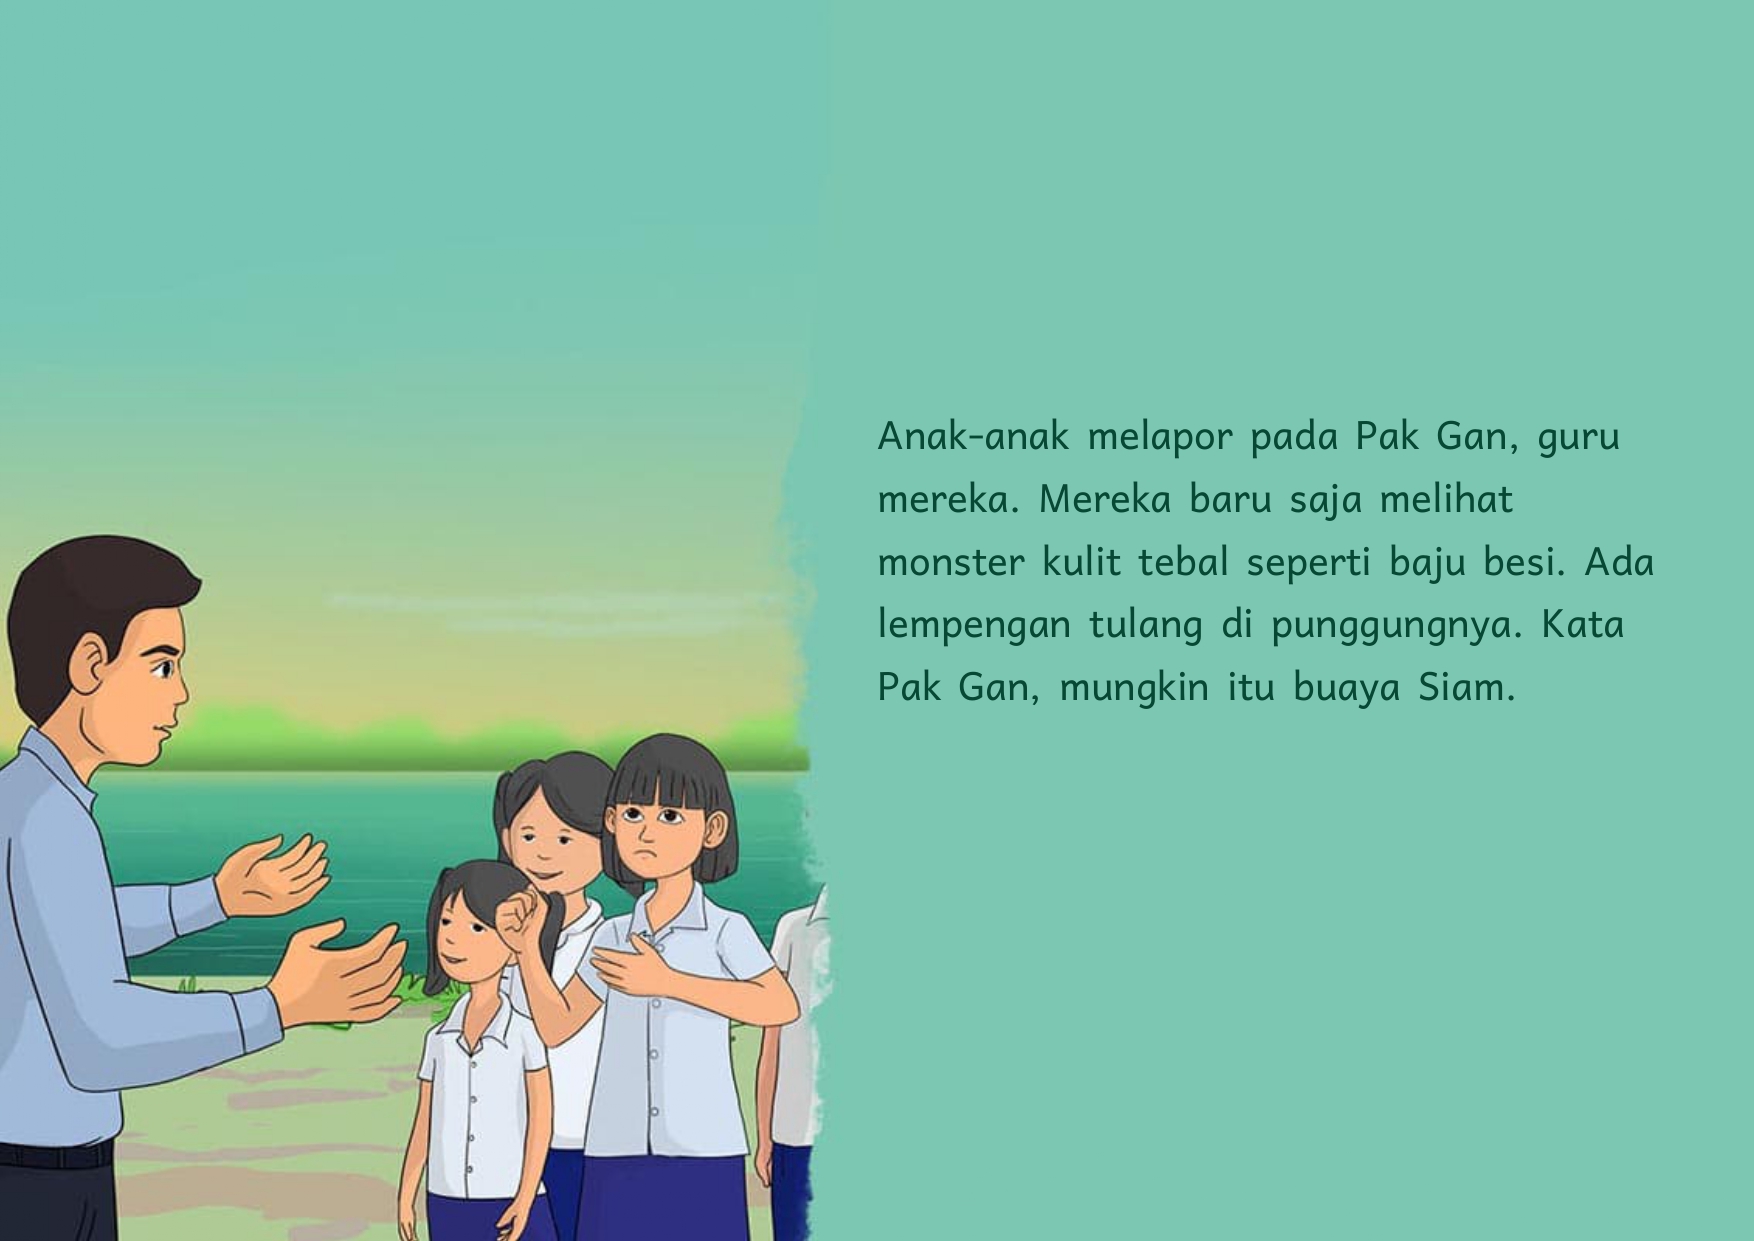 Anak-anak melapor pada Pak Gan, guru
mereka. Mereka baru saja melihat
monster kulit tebal seperti baju besi. Ada
lempengan tulang di punggungnya. Kata
Pak Gan, mungkin itu buaya Siam.